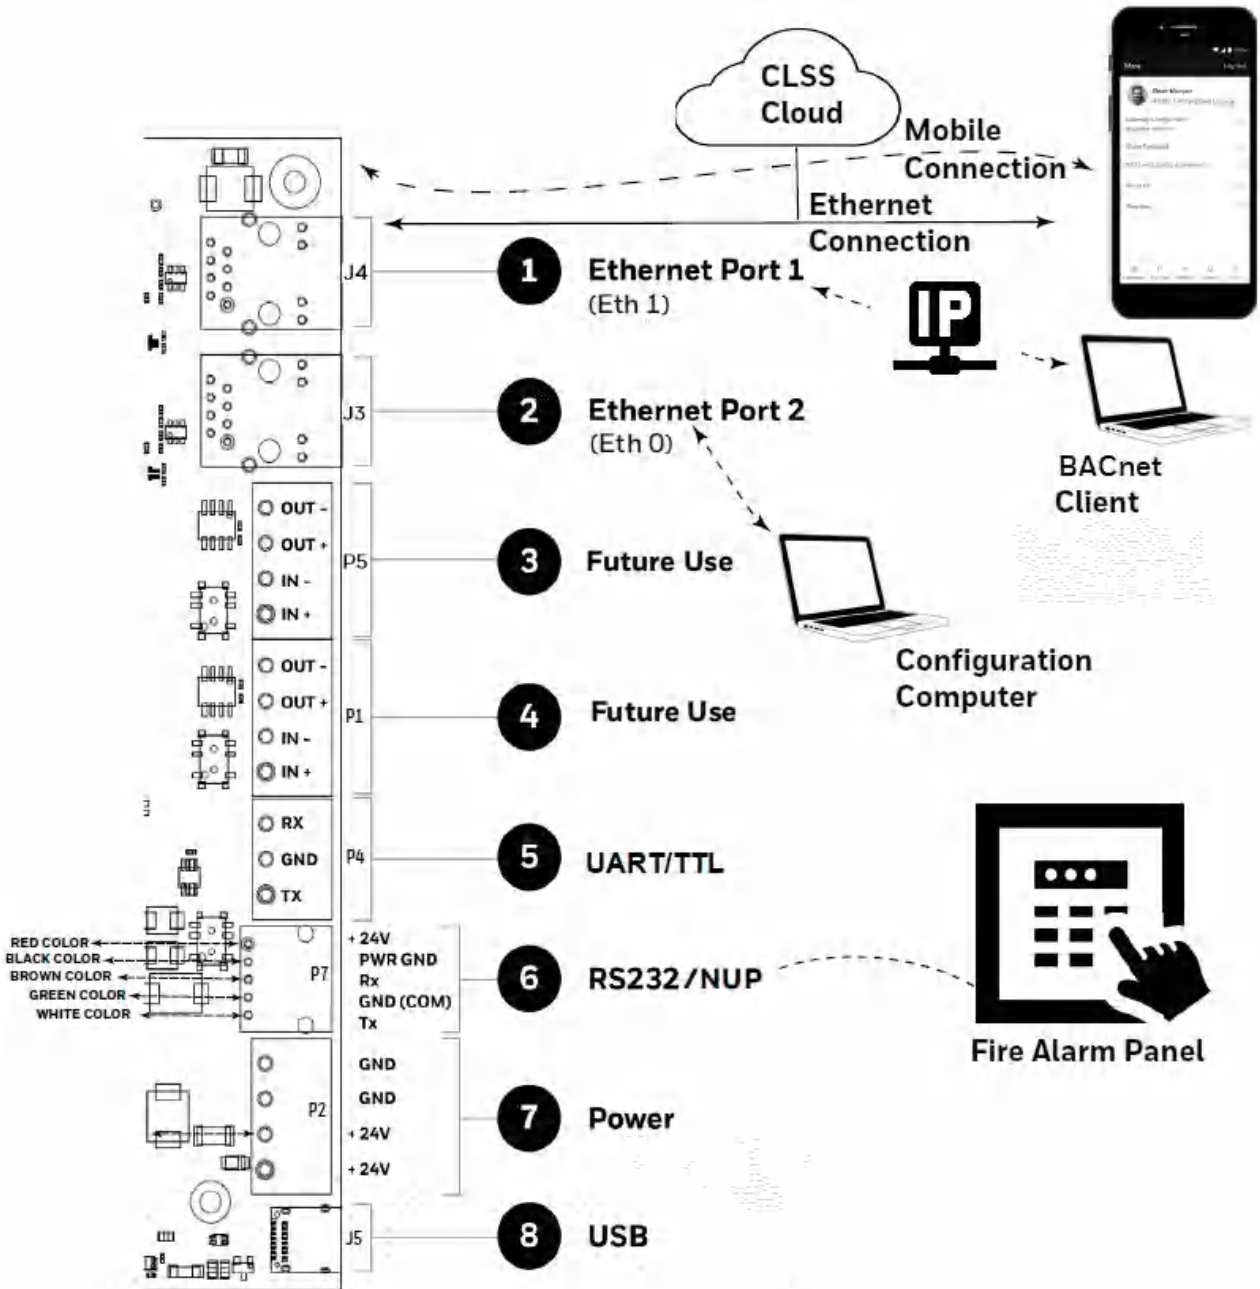 CLSS
Cloud
Mobile
Connection
Ethernet
Connection
J4
1
Ethernet Port 1
(Eth 1)
IP
J3
2
Ethernet Port 2
(Eth 0)
BACnet
Client
OUT -
OUT +
IN -
IN +
P5
3
Future Use
Configuration
Computer
OUT -
OUT +
IN -
IN +
P1
4
Future Use
RX
GND
TX
P4
5
UART/TTL
RED COLOR
BLACK COLOR
BROWN COLOR
GREEN COLOR
WHITE COLOR
P7
+ 24V
PWR GND
Rx
GND (COM)
Tx
6
RS232/NUP
Fire Alarm Panel
P2
GND
GND
+ 24V
+ 24V
7
Power
J5
8
USB